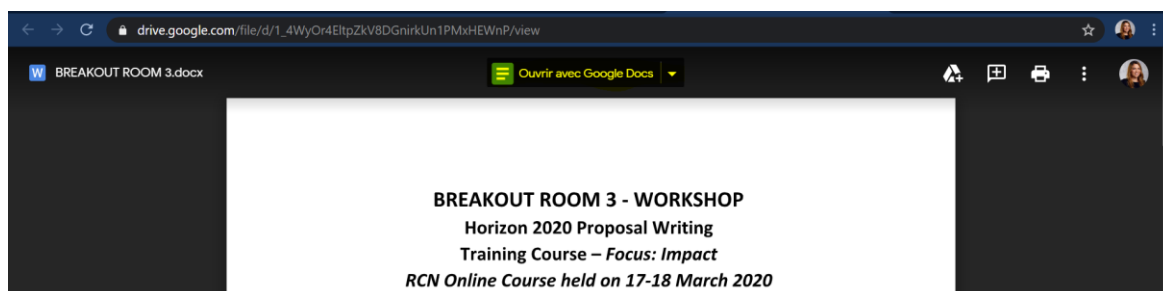 drive.google.com/file/d/1_4WyOr4EltpZkV8DGnirkUn1PMxHEWnP/view
W BREAKOUT ROOM 3.docx Ouvrir avec Google Docs
BREAKOUT ROOM 3 - WORKSHOP
Horizon 2020 Proposal Writing
Training Course – Focus: Impact
RCN Online Course held on 17-18 March 2020